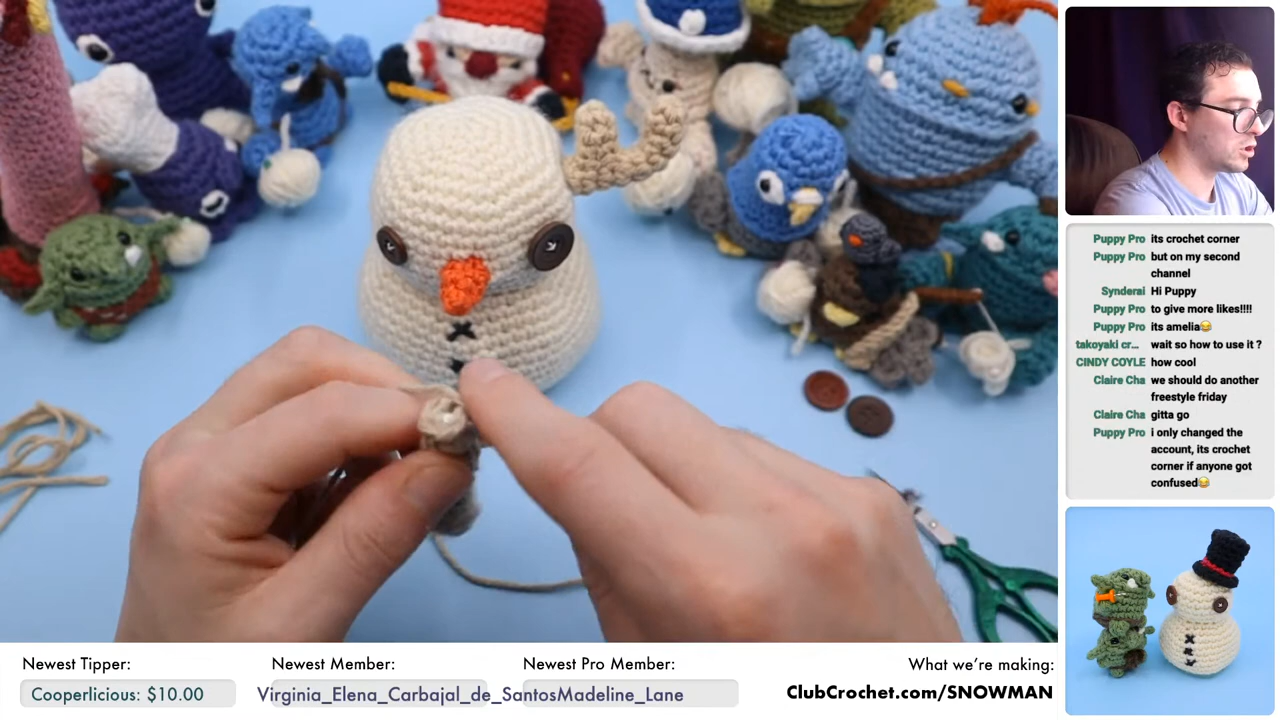 Puppy Pro its crochet corner
Puppy Pro but on my second
channel
Synderai Hi Puppy
Puppy Pro to give more likes!!!!
Puppy Pro its amelia😂
takoyaki cr... wait so how to use it ?
CINDY COYLE how cool
Claire Cha we should do another
freestyle friday
Claire Cha gitta go
Puppy Pro i only changed the
account, its crochet
corner if anyone got
confused😂
Newest Tipper:
Cooperlicious: $10.00
Newest Member:
Virginia_Elena_Carbajal_de_Santos
Newest Pro Member:
Madeline_Lane
What we're making:
ClubCrochet.com/SNOWMAN